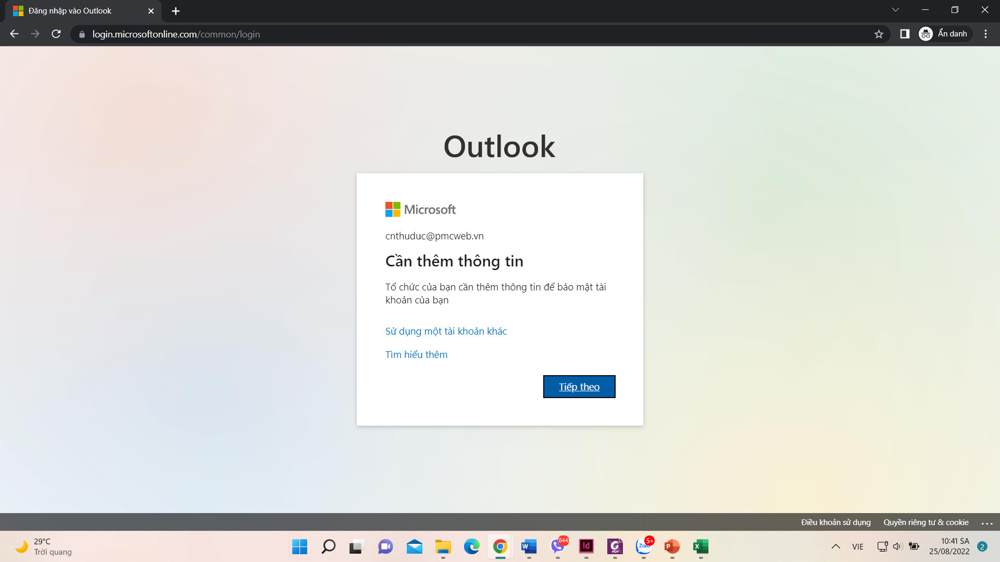 Đăng nhập vào Outlook
login.microsoftonline.com/common/login
Ẩn danh
Outlook
Microsoft
cnthuduc@pmcweb.vn
Cần thêm thông tin
Tổ chức của bạn cần thêm thông tin để bảo mật tài
khoản của bạn
Sử dụng một tài khoản khác
Tìm hiểu thêm
Tiếp theo
Điều khoản sử dụng
Quyền riêng tư & cookie
...
29°C
Trời quang
W
844
Id
PDF
Zalo
5+
P
X
VIE
10:41 SA
25/08/2022
2